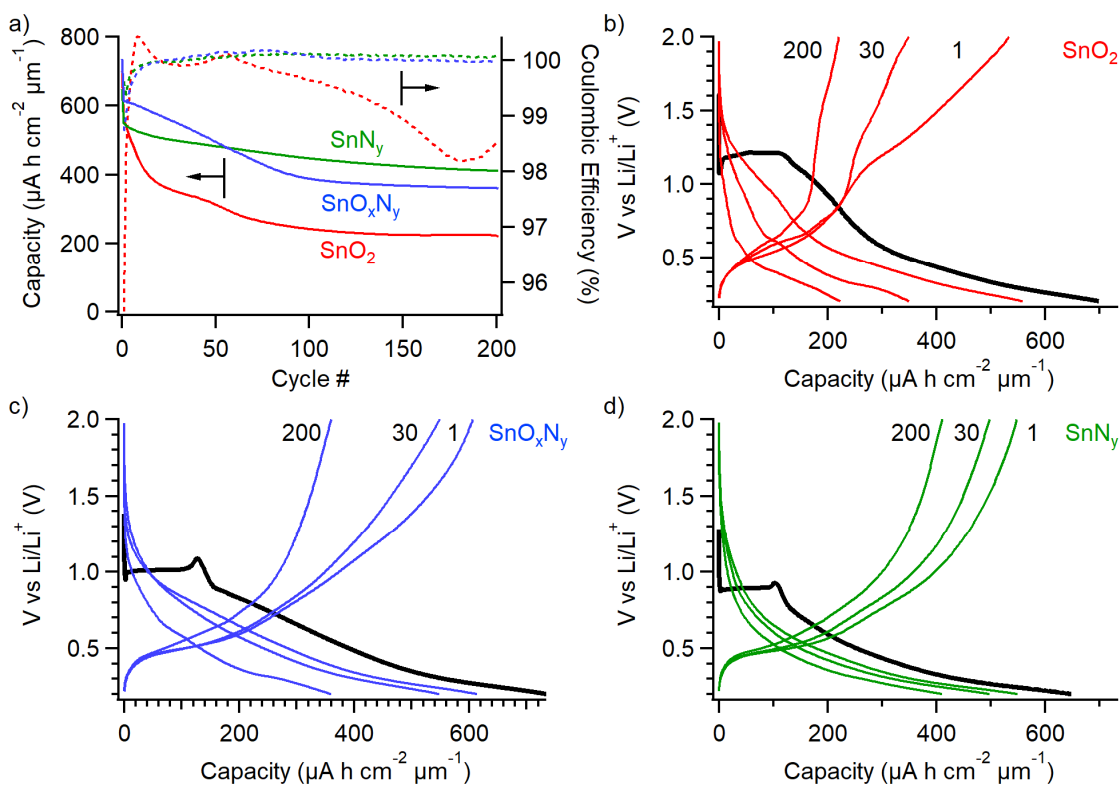 a)
800
600
400
200
0
Capacity (µA h cm⁻² µm⁻¹)
SnNᵧ
SnOₓNᵧ
SnO₂
100
99
98
97
96
Coulombic Efficiency (%)
0 50 100 150 200
Cycle #
b)
2.0
1.5
1.0
0.5
V vs Li/Li⁺ (V)
200 30 1 SnO₂
0 200 400 600
Capacity (µA h cm⁻² µm⁻¹)
c)
2.0
1.5
1.0
0.5
V vs Li/Li⁺ (V)
200 30 1 SnOₓNᵧ
0 200 400 600
Capacity (µA h cm⁻² µm⁻¹)
d)
2.0
1.5
1.0
0.5
V vs Li/Li⁺ (V)
200 30 1 SnNᵧ
0 200 400 600
Capacity (µA h cm⁻² µm⁻¹)